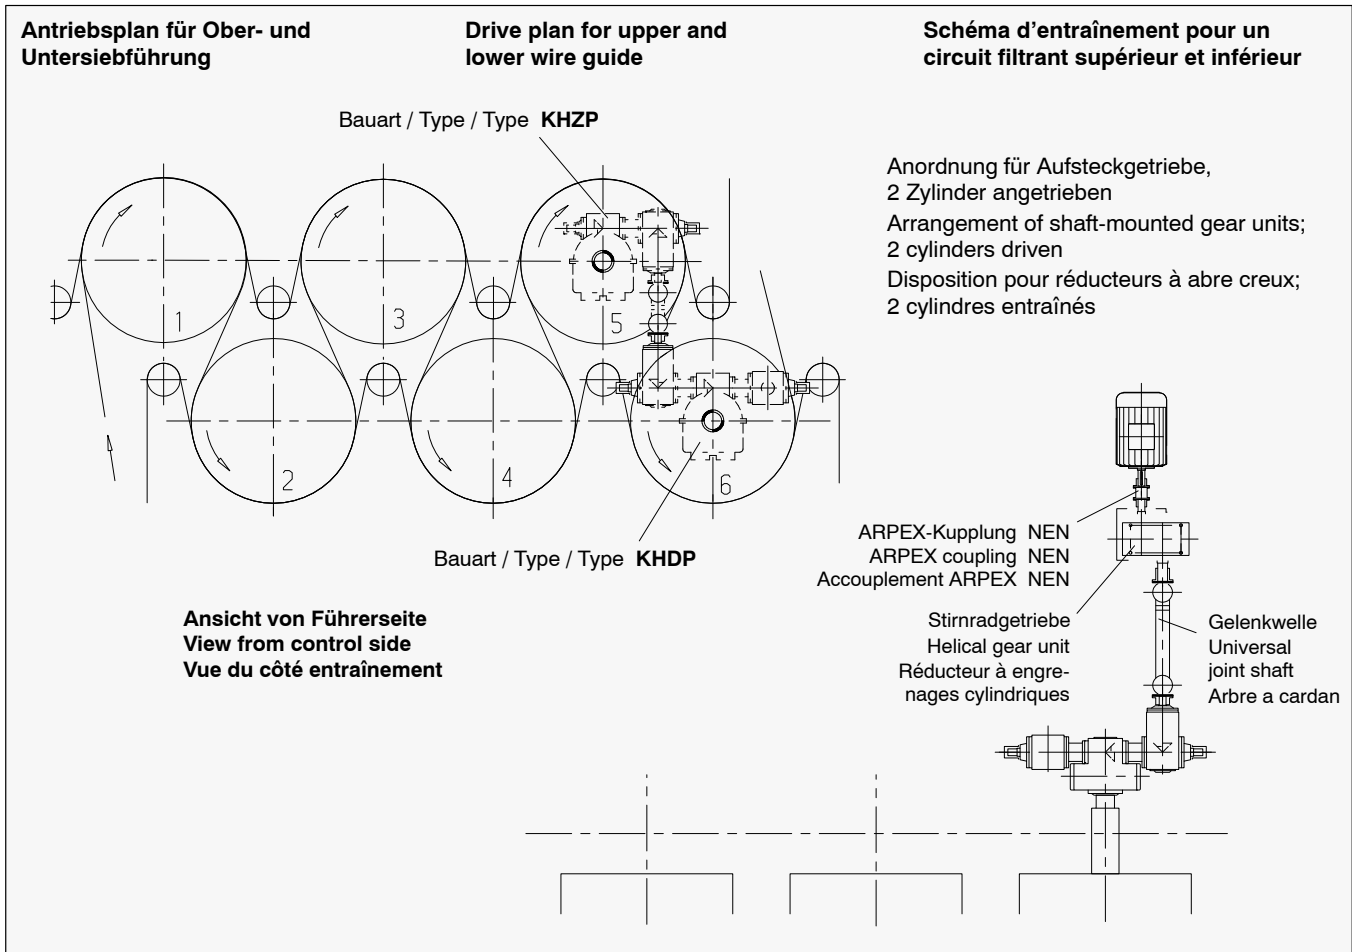 Antriebsplan für Ober- und
Untersiebführung
Drive plan for upper and
lower wire guide
Schéma d'entraînement pour un
circuit filtrant supérieur et inférieur
Bauart / Type / Type KHZP
Anordnung für Aufsteckgetriebe,
2 Zylinder angetrieben
Arrangement of shaft-mounted gear units;
2 cylinders driven
Disposition pour réducteurs à abre creux;
2 cylindres entraînés
1
3
5
2
4
6
Bauart / Type / Type KHDP
Ansicht von Führerseite
View from control side
Vue du côté entraînement
ARPEX-Kupplung NEN
ARPEX coupling NEN
Accouplement ARPEX NEN
Stirnradgetriebe
Helical gear unit
Réducteur à engre-
nages cylindriques
Gelenkwelle
Universal
joint shaft
Arbre a cardan